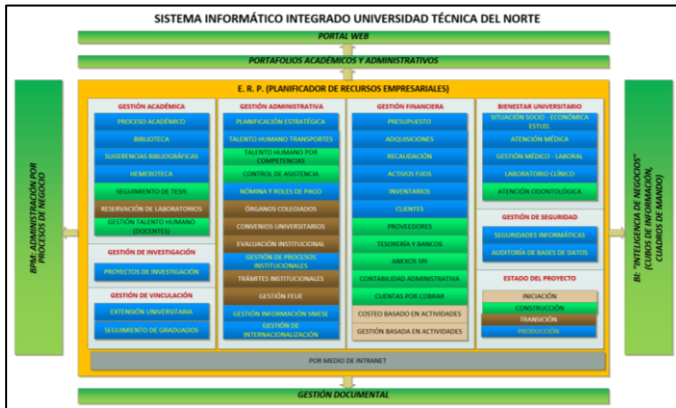 SISTEMA INFORMÁTICO INTEGRADO UNIVERSIDAD TÉCNICA DEL NORTE
PORTAL WEB
PORTAFOLIOS ACADÉMICOS Y ADMINISTRATIVOS
BPM: ADMINISTRACIÓN POR
PROCESOS DE NEGOCIO
E. R. P. (PLANIFICADOR DE RECURSOS EMPRESARIALES)
GESTIÓN ACADÉMICA
PROCESO ACADÉMICO
BIBLIOTECA
SUGERENCIAS BIBLIOGRÁFICAS
HEMEROTECA
SEGUIMIENTO DE TESIS
RESERVACIÓN DE LABORATORIOS
GESTIÓN TALENTO HUMANO
(DOCENTES)
GESTIÓN DE INVESTIGACIÓN
PROYECTOS DE INVESTIGACIÓN
GESTIÓN DE VINCULACIÓN
EXTENSIÓN UNIVERSITARIA
SEGUIMIENTO DE GRADUADOS
GESTIÓN ADMINISTRATIVA
PLANIFICACIÓN ESTRATÉGICA
TALENTO HUMANO TRANSPORTES
TALENTO HUMANO POR
COMPETENCIAS
CONTROL DE ASISTENCIA
NÓMINA Y ROLES DE PAGO
ÓRGANOS COLEGIADOS
CONVENIOS UNIVERSITARIOS
EVALUACIÓN INSTITUCIONAL
GESTIÓN DE PROCESOS
INSTITUCIONALES
TRÁMITES INSTITUCIONALES
GESTIÓN FEUE
GESTIÓN INFORMACIÓN SNIESE
GESTIÓN DE
INTERNACIONALIZACIÓN
GESTIÓN FINANCIERA
PRESUPUESTO
ADQUISICIONES
RECAUDACIÓN
ACTIVOS FIJOS
INVENTARIOS
CLIENTES
PROVEEDORES
TESORERÍA Y BANCOS
ANEXOS SRI
CONTABILIDAD ADMINISTRATIVA
CUENTAS POR COBRAR
COSTEO BASADO EN ACTIVIDADES
GESTIÓN BASADA EN ACTIVIDADES
BIENESTAR UNIVERSITARIO
SITUACIÓN SOCIO - ECONÓMICA
ESTUD.
ATENCIÓN MÉDICA
GESTIÓN MÉDICO - LABORAL
LABORATORIO CLÍNICO
ATENCIÓN ODONTOLÓGICA
GESTIÓN DE SEGURIDAD
SEGURIDADES INFORMÁTICAS
AUDITORÍA DE BASES DE DATOS
ESTADO DEL PROYECTO
INICIACIÓN
CONSTRUCCIÓN
TRANSICIÓN
PRODUCCIÓN
POR MEDIO DE INTRANET
BI: "INTELIGENCIA DE NEGOCIOS"
(CUBOS DE INFORMACIÓN,
CUADROS DE MANDO)
GESTIÓN DOCUMENTAL